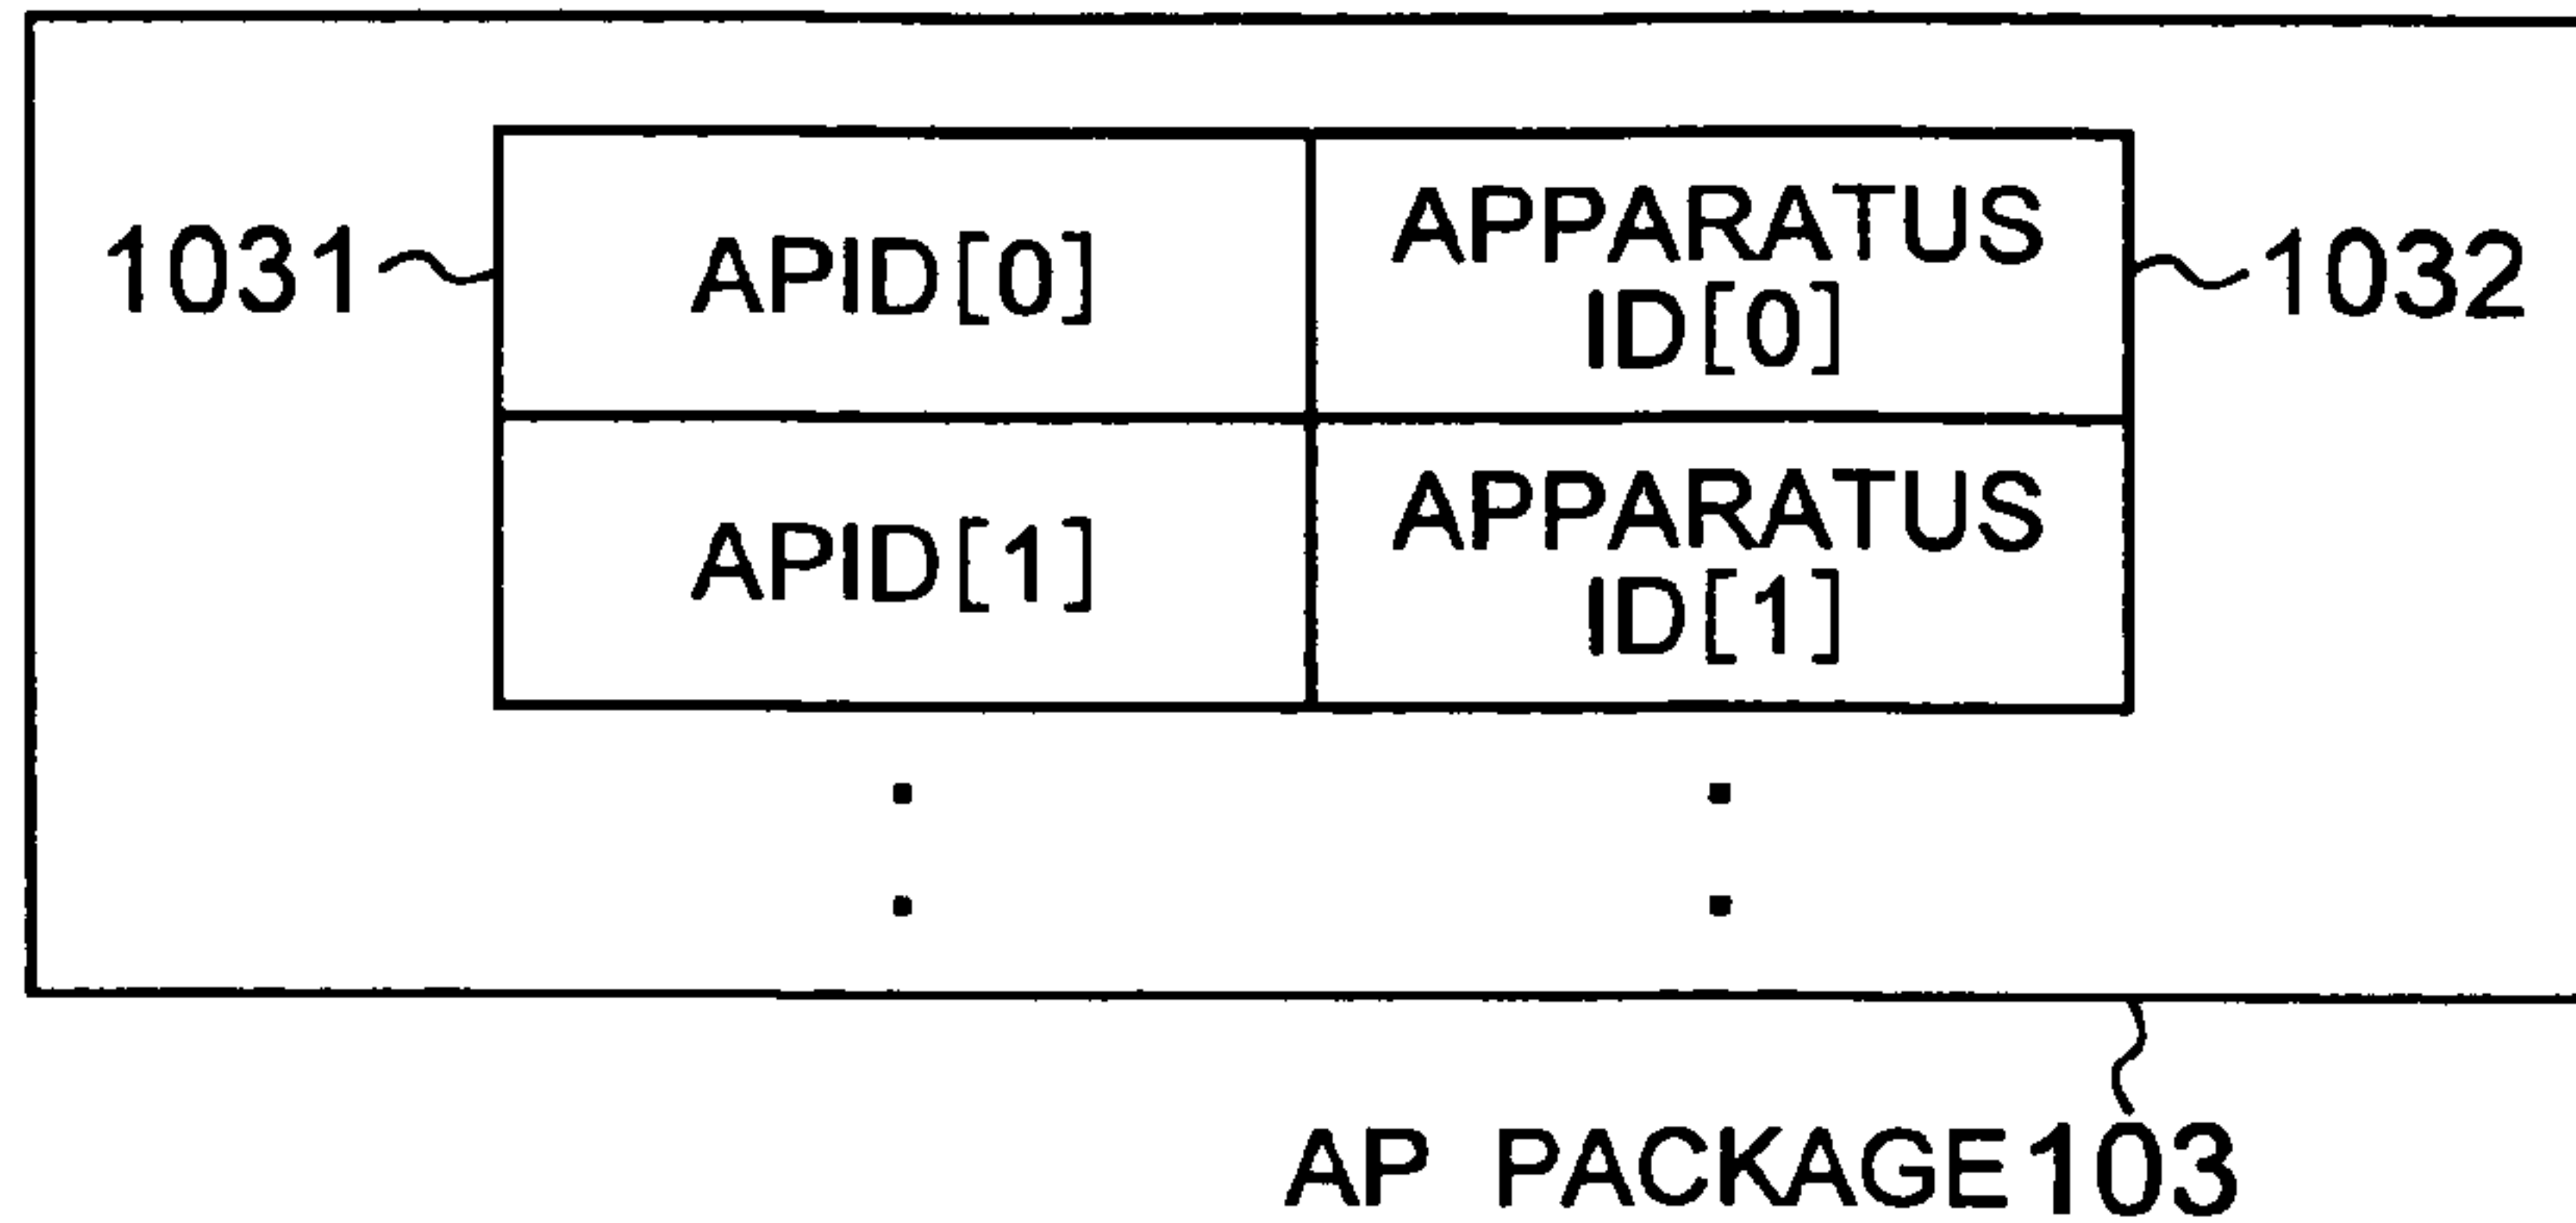 1031
APID[0]
APPARATUS
ID[0]
1032
APID[1]
APPARATUS
ID[1]
AP PACKAGE103